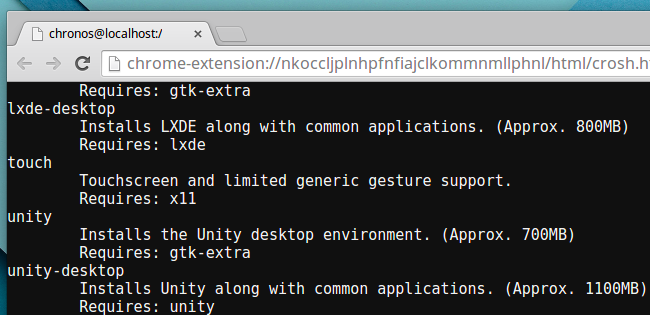 chronos@localhost:/
chrome-extension://nkoccljplnhpfnfiajclkommnmllphnl/html/crosh.h
Requires: gtk-extra
lxde-desktop
Installs LXDE along with common applications. (Approx. 800MB)
Requires: lxde
touch
Touchscreen and limited generic gesture support.
Requires: x11
unity
Installs the Unity desktop environment. (Approx. 700MB)
Requires: gtk-extra
unity-desktop
Installs Unity along with common applications. (Approx. 1100MB)
Requires: unity